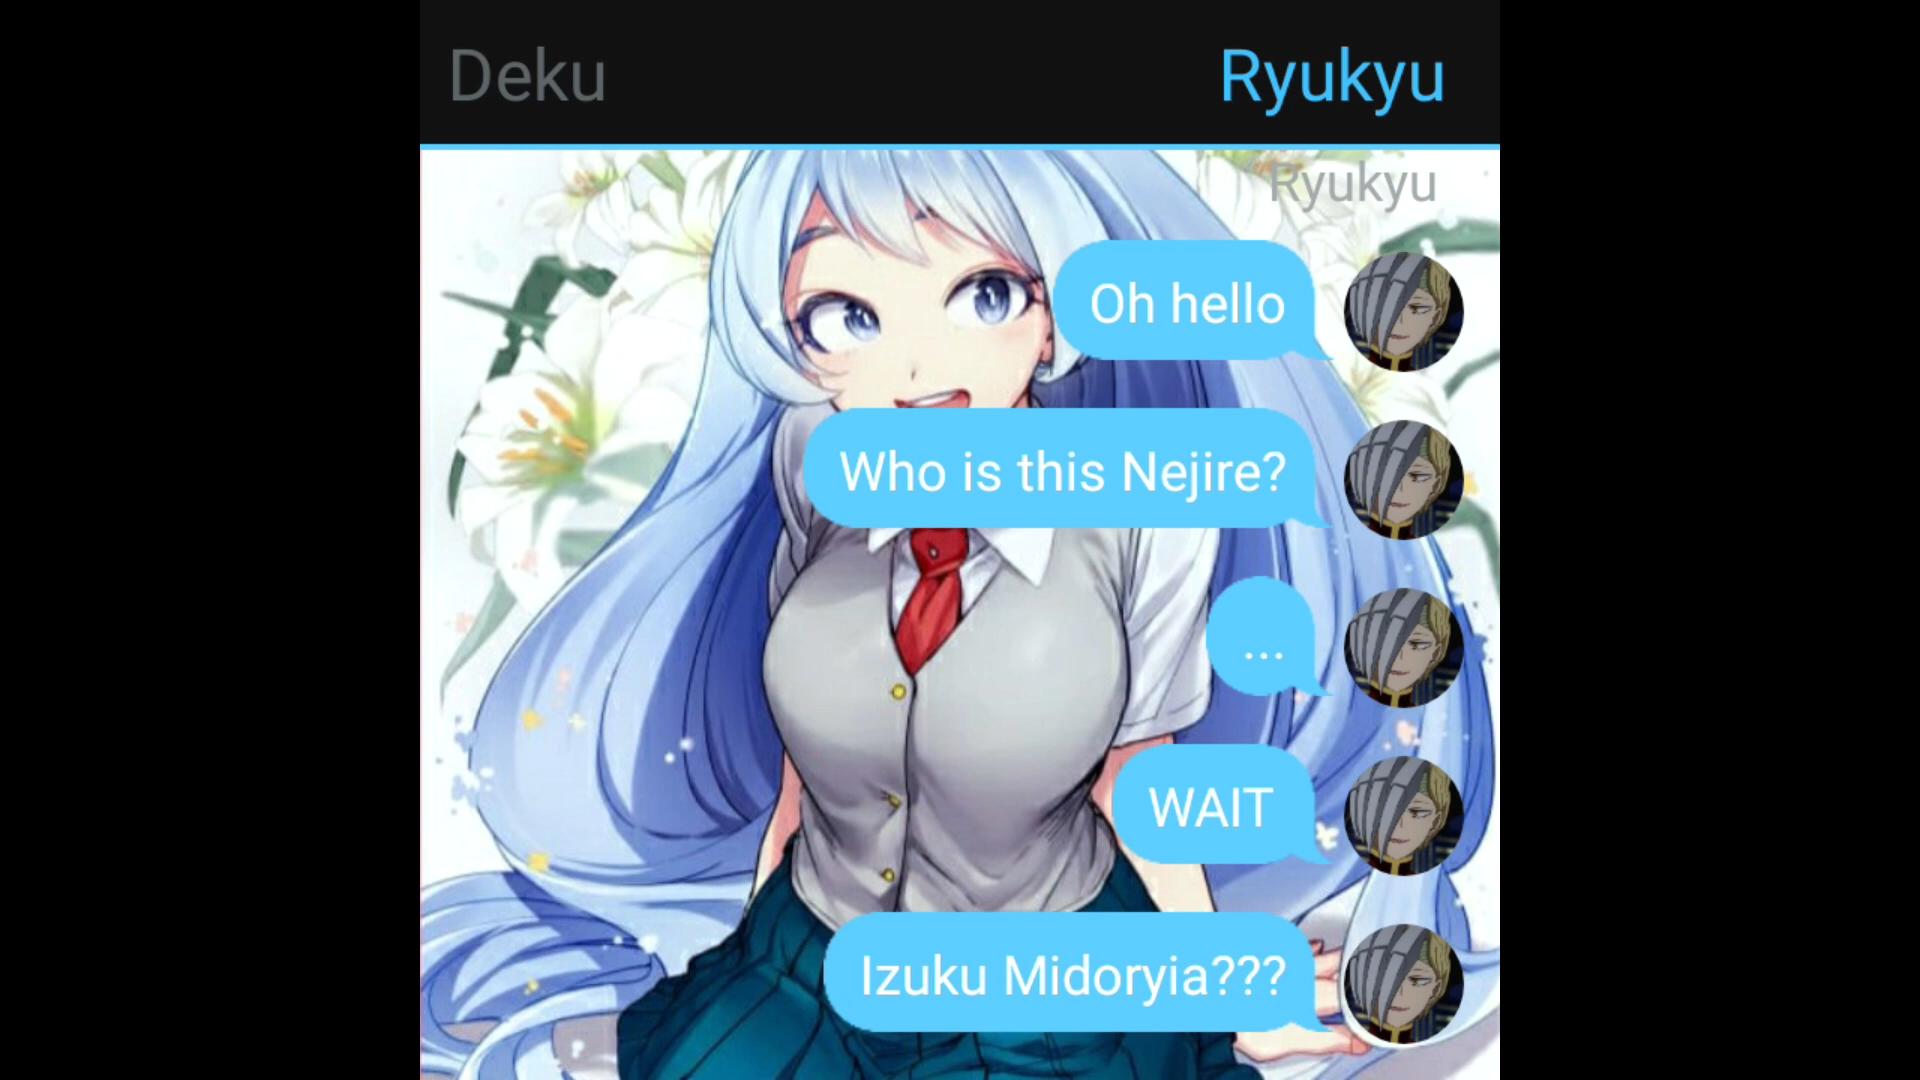 Deku
Ryukyu
Ryukyu
Oh hello
Who is this Nejire?
...
WAIT
Izuku Midoryia???